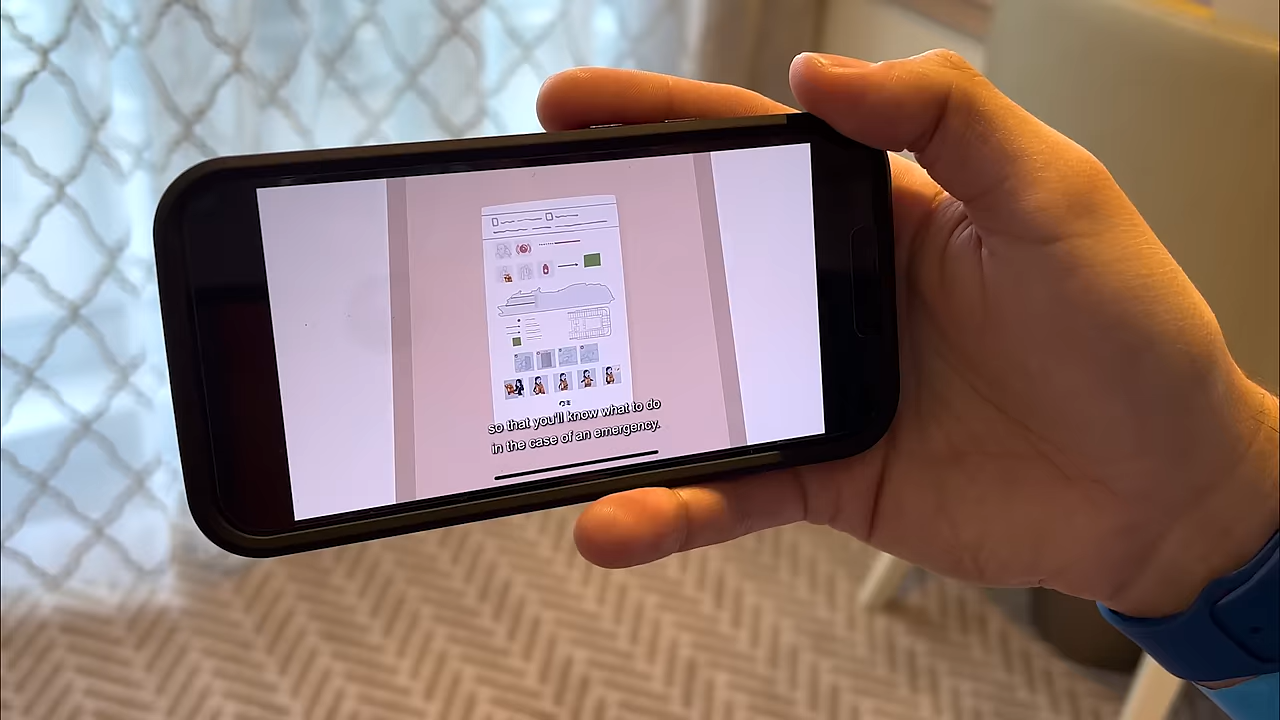 so that you'll know what to do
in the case of an emergency.